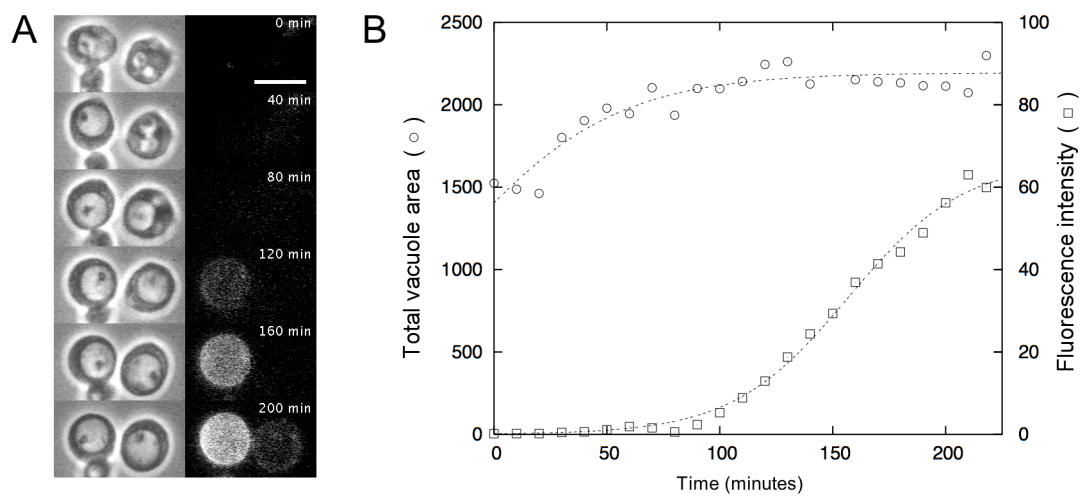 A
0 min
40 min
80 min
120 min
160 min
200 min
B
2500
2000
1500
1000
500
0
Total vacuole area ( ○ )
100
80
60
40
20
0
Fluorescence intensity ( □ )
0 50 100 150 200
Time (minutes)